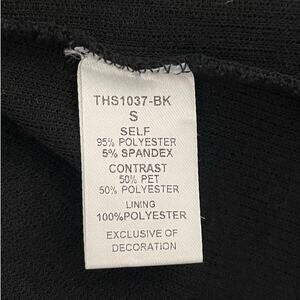 THS1037-BK
S
SELF
95% POLYESTER
5% SPANDEX
CONTRAST
50% PET
50% POLYESTER
LINING
100%POLYESTER
EXCLUSIVE OF
DECORATION